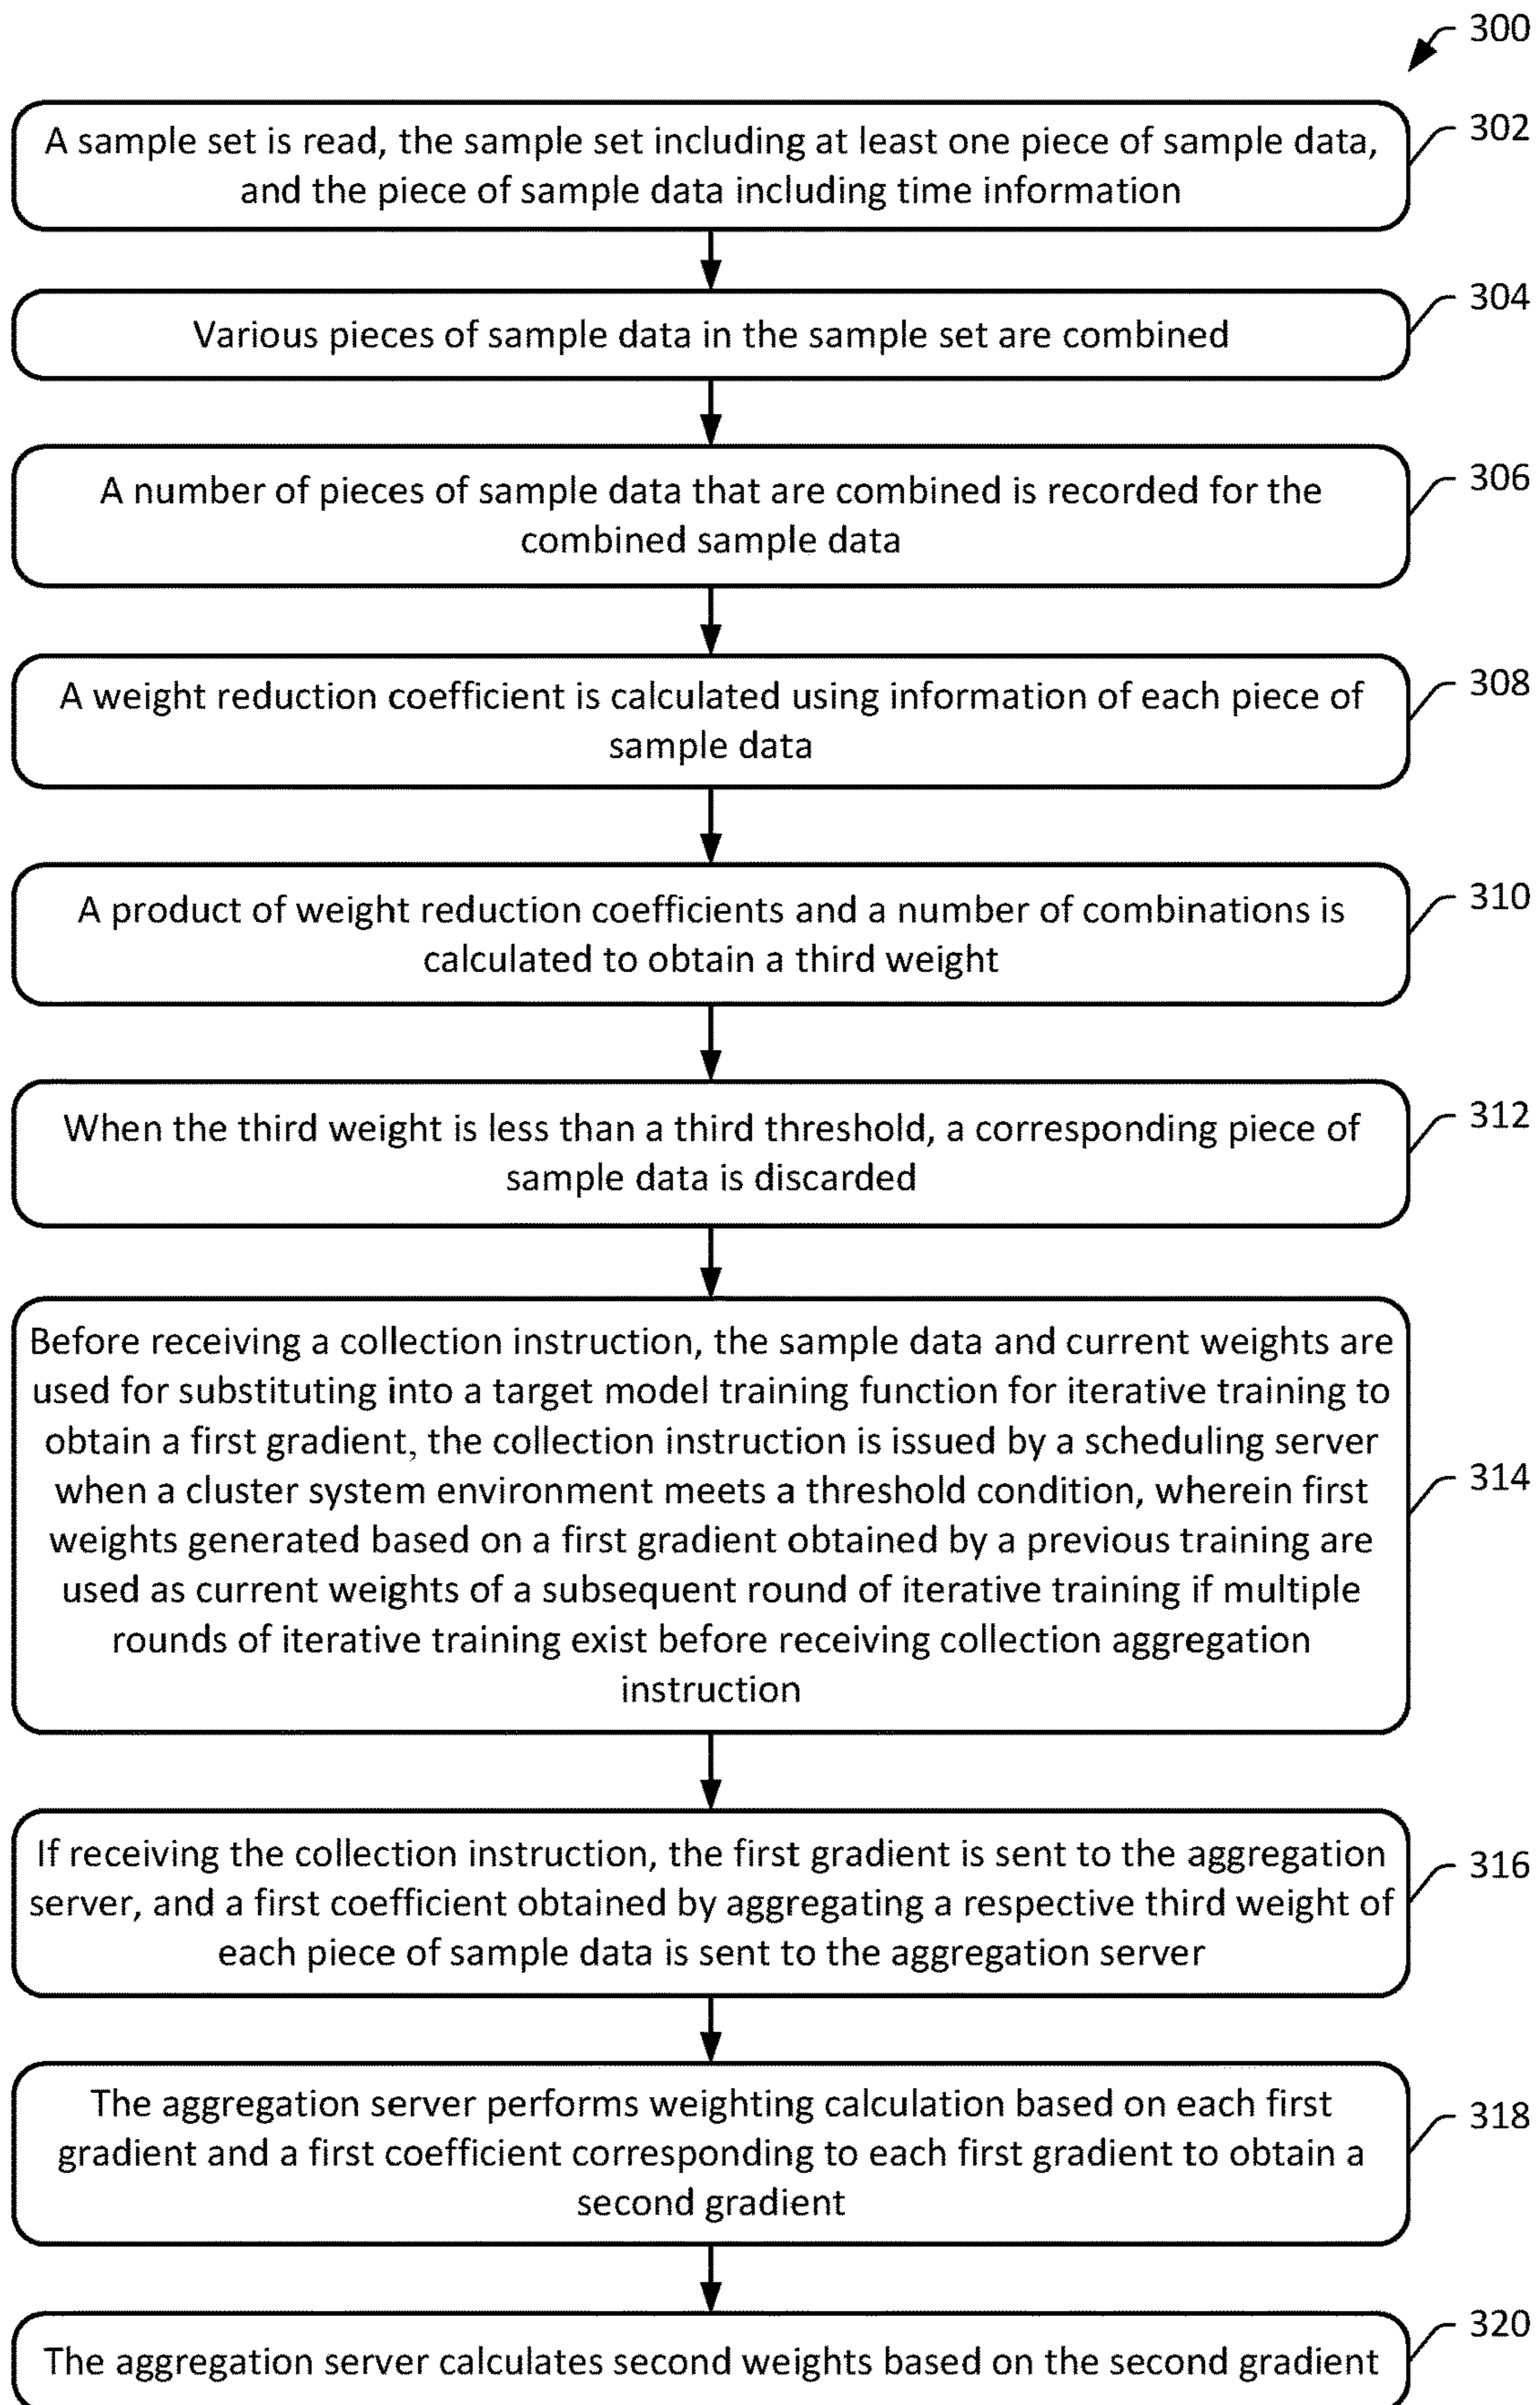 300
302
A sample set is read, the sample set including at least one piece of sample data,
and the piece of sample data including time information
304
Various pieces of sample data in the sample set are combined
306
A number of pieces of sample data that are combined is recorded for the
combined sample data
308
A weight reduction coefficient is calculated using information of each piece of
sample data
310
A product of weight reduction coefficients and a number of combinations is
calculated to obtain a third weight
312
When the third weight is less than a third threshold, a corresponding piece of
sample data is discarded
314
Before receiving a collection instruction, the sample data and current weights are
used for substituting into a target model training function for iterative training to
obtain a first gradient, the collection instruction is issued by a scheduling server
when a cluster system environment meets a threshold condition, wherein first
weights generated based on a first gradient obtained by a previous training are
used as current weights of a subsequent round of iterative training if multiple
rounds of iterative training exist before receiving collection aggregation
instruction
316
If receiving the collection instruction, the first gradient is sent to the aggregation
server, and a first coefficient obtained by aggregating a respective third weight of
each piece of sample data is sent to the aggregation server
318
The aggregation server performs weighting calculation based on each first
gradient and a first coefficient corresponding to each first gradient to obtain a
second gradient
320
The aggregation server calculates second weights based on the second gradient